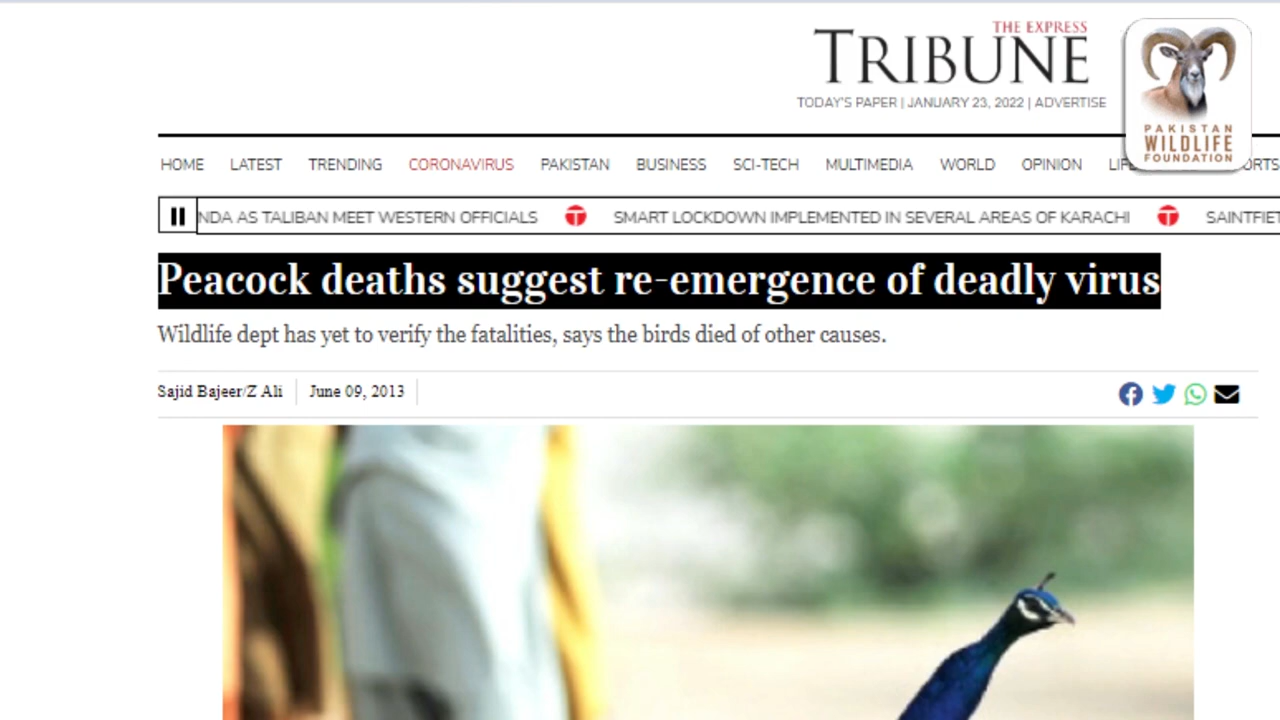 THE EXPRESS
TRIBUNE
TODAY'S PAPER | JANUARY 23, 2022 | ADVERTISE
PAKISTAN
WILDLIFE
FOUNDATION
HOME LATEST TRENDING CORONAVIRUS PAKISTAN BUSINESS SCI-TECH MULTIMEDIA WORLD OPINION
NDA AS TALIBAN MEET WESTERN OFFICIALS SMART LOCKDOWN IMPLEMENTED IN SEVERAL AREAS OF KARACHI SAINTFIET
Peacock deaths suggest re-emergence of deadly virus
Wildlife dept has yet to verify the fatalities, says the birds died of other causes.
Sajid Bajeer/Z Ali June 09, 2013